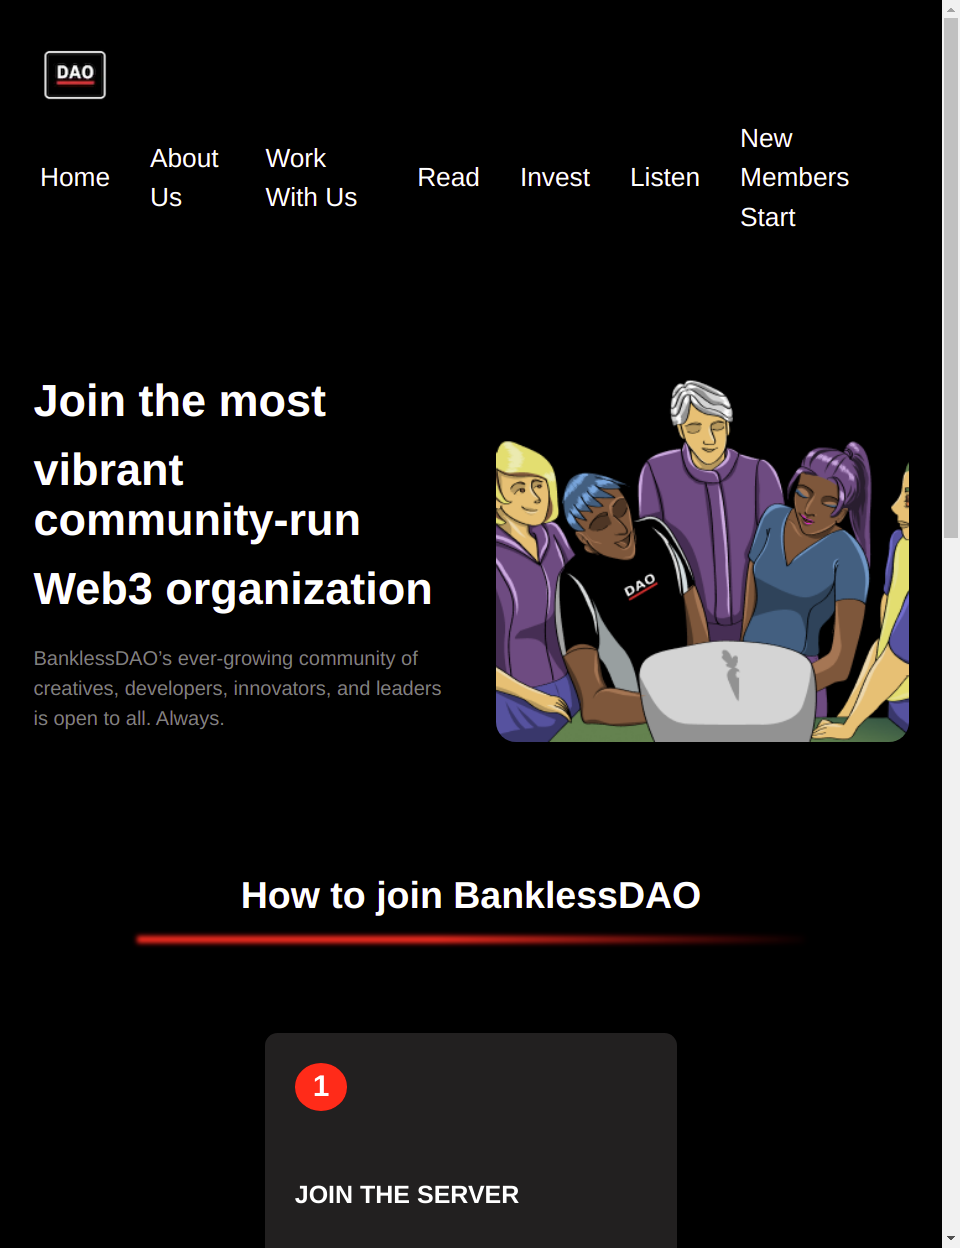 DAO
Home
About
Us
Work
With Us
Read
Invest
Listen
New
Members
Start
Join the most
vibrant
community-run
Web3 organization
BanklessDAO’s ever-growing community of
creatives, developers, innovators, and leaders
is open to all. Always.
DAO
How to join BanklessDAO
1
JOIN THE SERVER